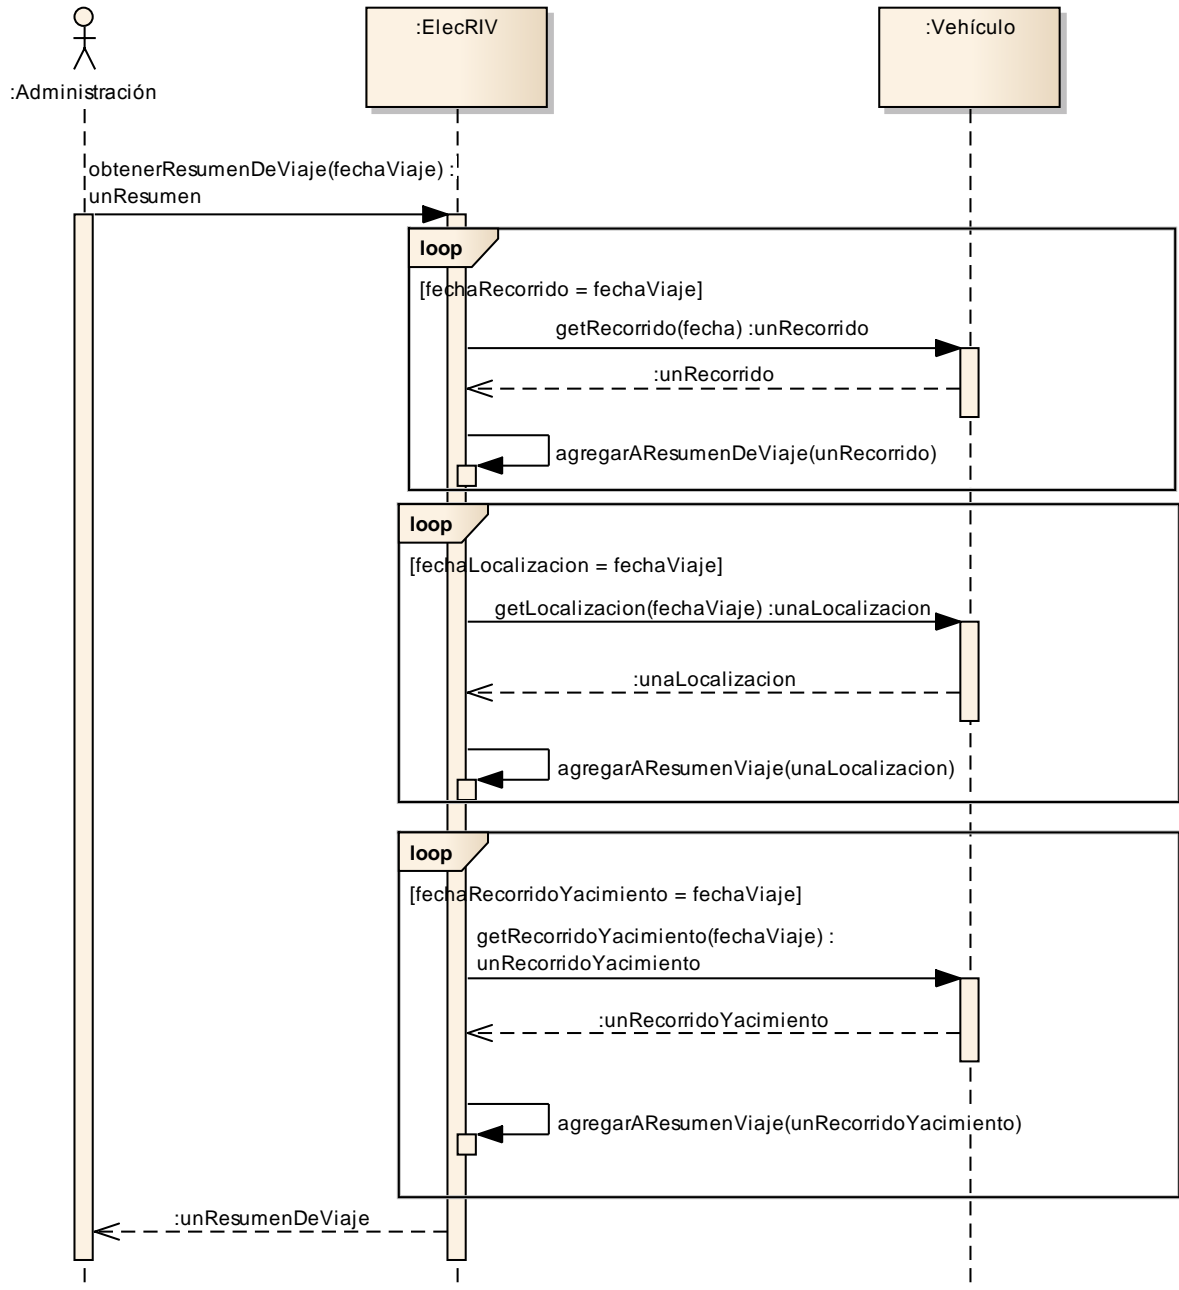 :Administración
:ElecRIV
:Vehículo
obtenerResumenDeViaje(fechaViaje) :
unResumen
loop
[fechaRecorrido = fechaViaje]
getRecorrido(fecha) :unRecorrido
:unRecorrido
agregarAResumenDeViaje(unRecorrido)
loop
[fechaLocalizacion = fechaViaje]
getLocalizacion(fechaViaje) :unaLocalizacion
:unaLocalizacion
agregarAResumenViaje(unaLocalizacion)
loop
[fechaRecorridoYacimiento = fechaViaje]
getRecorridoYacimiento(fechaViaje) :
unRecorridoYacimiento
:unRecorridoYacimiento
agregarAResumenViaje(unRecorridoYacimiento)
:unResumenDeViaje